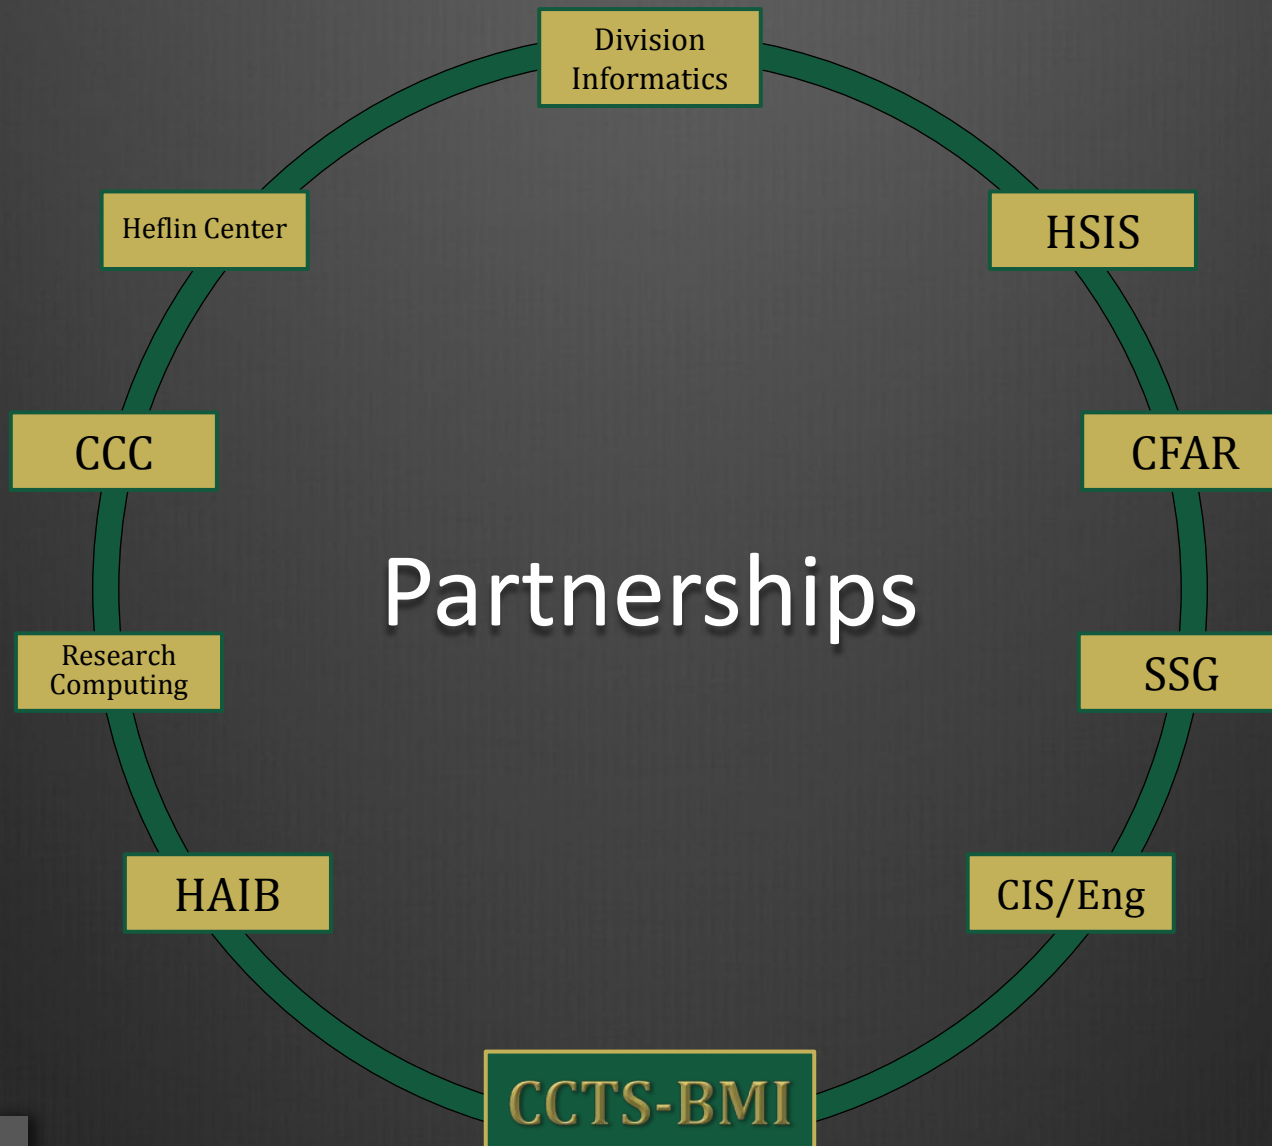 Division
Informatics
Heflin Center
HSIS
CCC
CFAR
Partnerships
Research
Computing
SSG
HAIB
CIS/Eng
CCTS-BMI